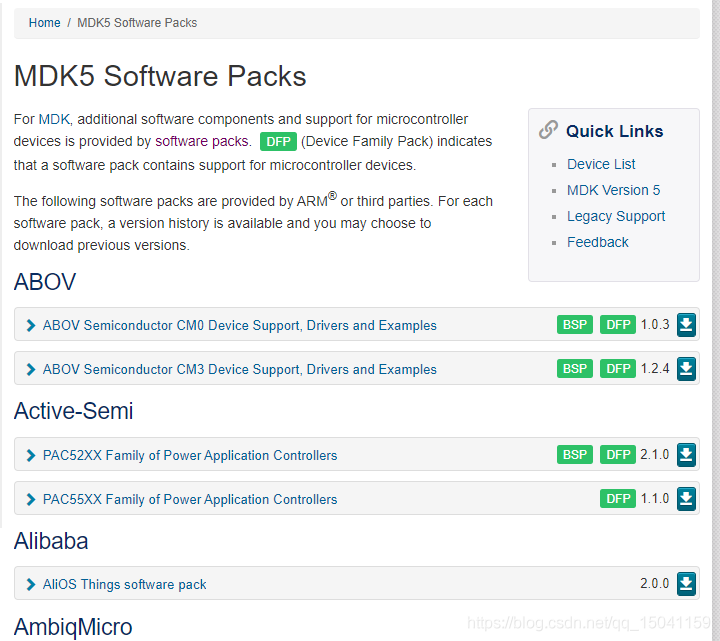 Home / MDK5 Software Packs
MDK5 Software Packs
For MDK, additional software components and support for microcontroller
devices is provided by software packs. DFP (Device Family Pack) indicates
that a software pack contains support for microcontroller devices.
The following software packs are provided by ARM® or third parties. For each
software pack, a version history is available and you may choose to
download previous versions.
Quick Links
Device List
MDK Version 5
Legacy Support
Feedback
ABOV
ABOV Semiconductor CM0 Device Support, Drivers and Examples BSP DFP 1.0.3
ABOV Semiconductor CM3 Device Support, Drivers and Examples BSP DFP 1.2.4
Active-Semi
PAC52XX Family of Power Application Controllers BSP DFP 2.1.0
PAC55XX Family of Power Application Controllers DFP 1.1.0
Alibaba
AliOS Things software pack 2.0.0
AmbiqMicro
https://blog.csdn.net/qq_15041159